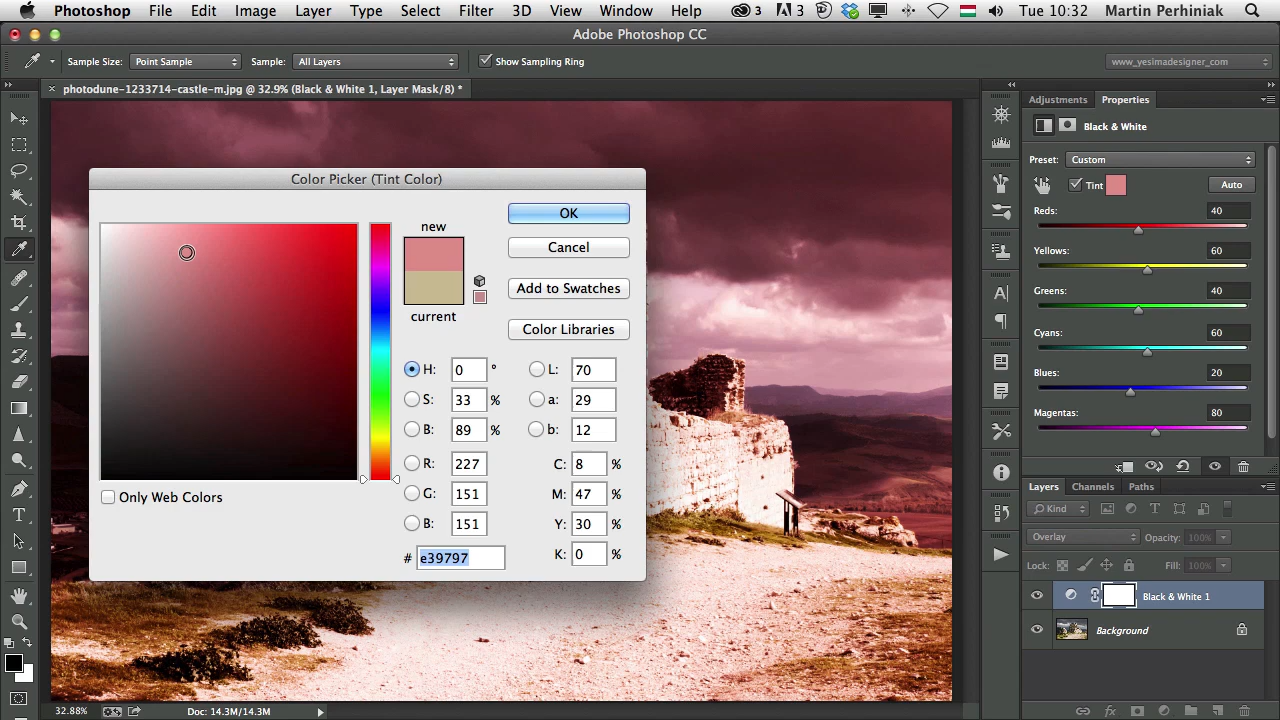 Photoshop File Edit Image Layer Type Select Filter 3D View Window Help 3 3 Tue 10:32 Martin Perhiniak
Adobe Photoshop CC
Sample Size: Point Sample Sample: All Layers Show Sampling Ring www_yesimadesigner_com
photodune-1233714-castle-m.jpg @ 32.9% (Black & White 1, Layer Mask/8) *
Adjustments Properties
Black & White
Preset: Custom
Tint Auto
Reds: 40
Yellows: 60
Greens: 40
Cyans: 60
Blues: 20
Magentas: 80
Color Picker (Tint Color)
new
current
OK
Cancel
Add to Swatches
Color Libraries
H: 0 °
S: 33 %
B: 89 %
R: 227
G: 151
B: 151
# e39797
L: 70
a: 29
b: 12
C: 8 %
M: 47 %
Y: 30 %
K: 0 %
Only Web Colors
Layers Channels Paths
Kind
Overlay Opacity: 100%
Lock: Fill: 100%
Black & White 1
Background
32.88% Doc: 14.3M/14.3M